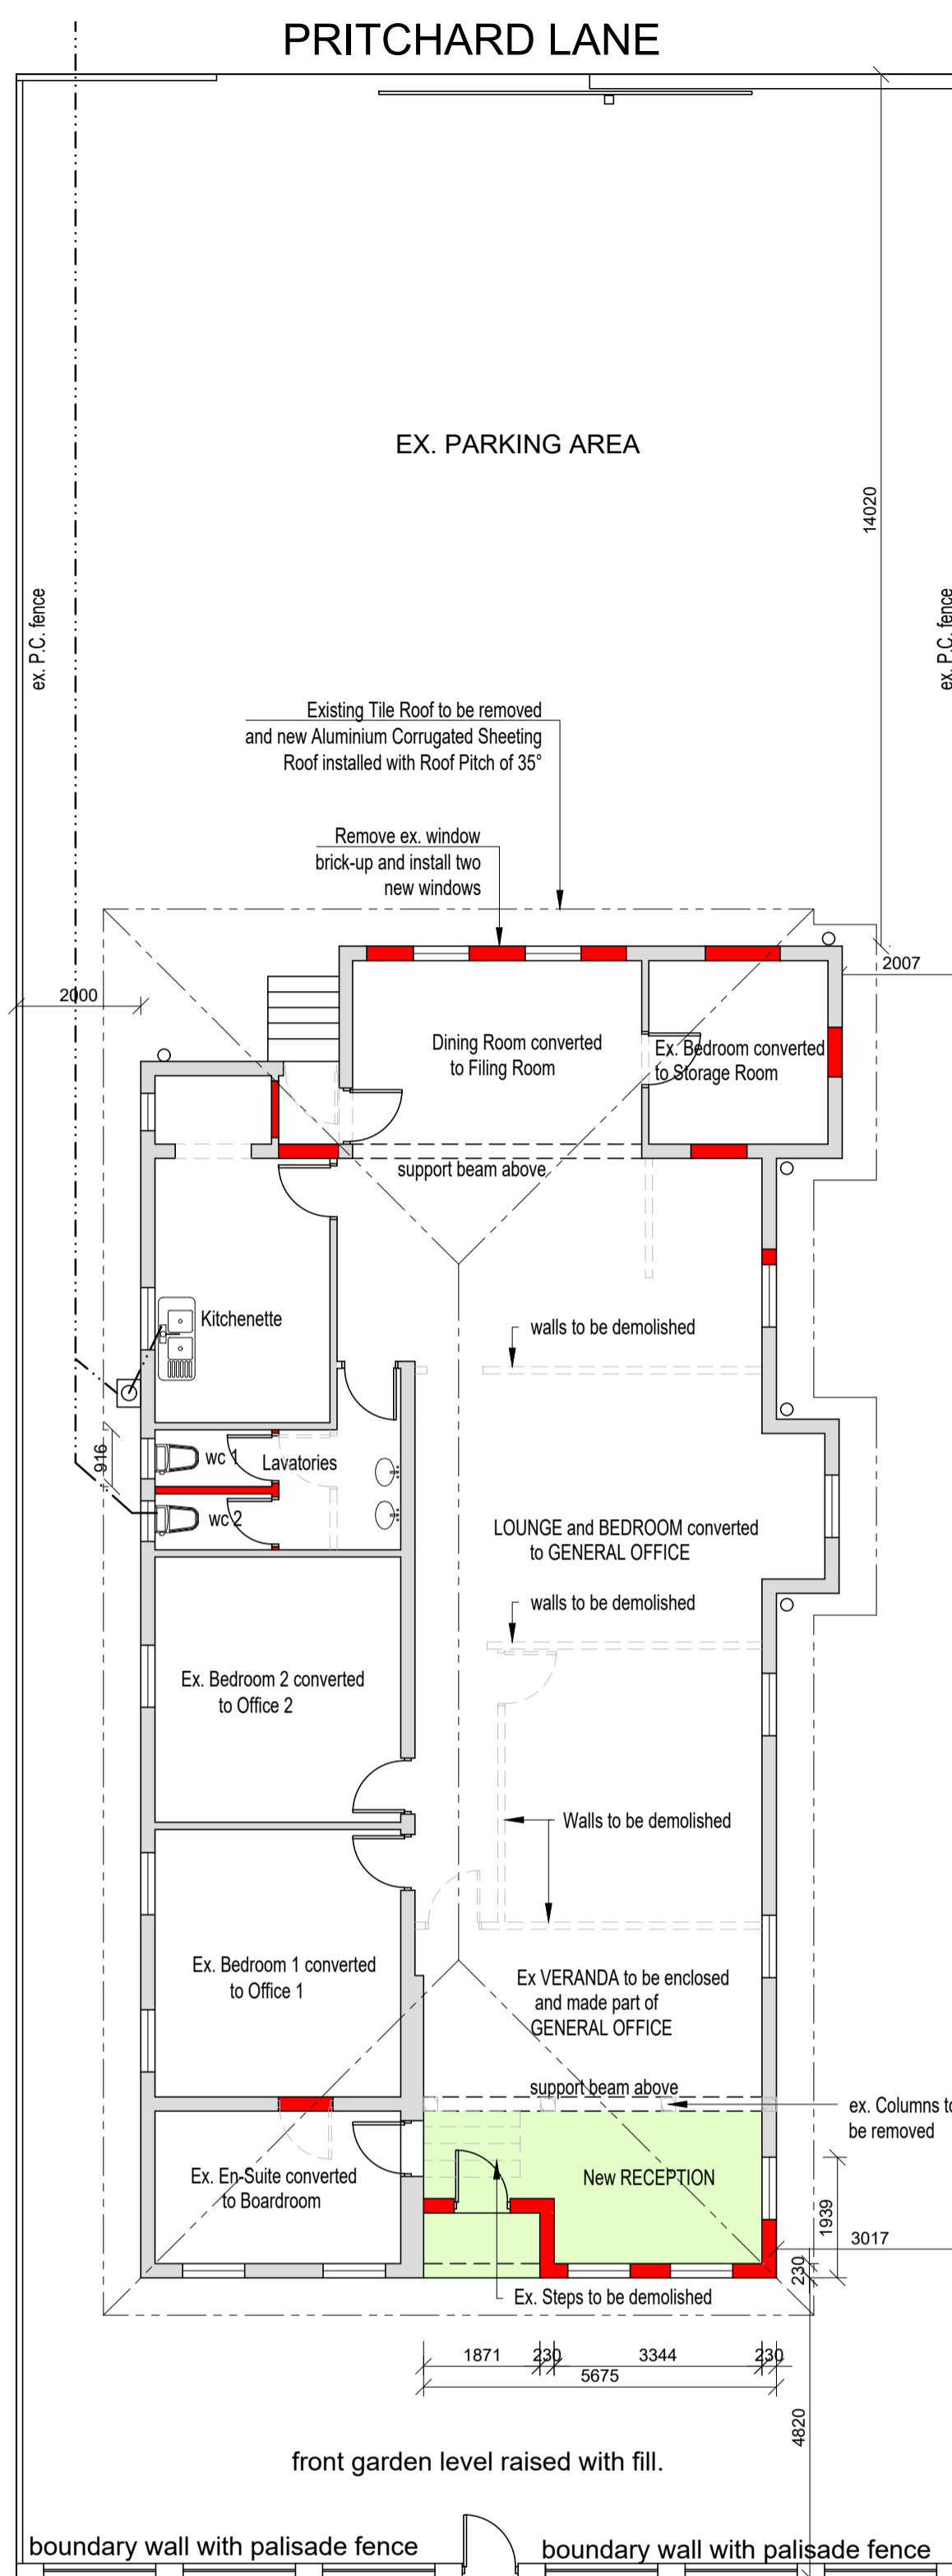 PRITCHARD LANE
EX. PARKING AREA
14020
ex. P.C. fence
ex. P.C. fence
Existing Tile Roof to be removed
and new Aluminium Corrugated Sheeting
Roof installed with Roof Pitch of 35°
Remove ex. window
brick-up and install two
new windows
2007
2000
Dining Room converted
to Filing Room
Ex. Bedroom converted
to Storage Room
support beam above
Kitchenette
walls to be demolished
916
wc 1
Lavatories
wc 2
LOUNGE and BEDROOM converted
to GENERAL OFFICE
walls to be demolished
Ex. Bedroom 2 converted
to Office 2
Walls to be demolished
Ex. Bedroom 1 converted
to Office 1
Ex VERANDA to be enclosed
and made part of
GENERAL OFFICE
support beam above
ex. Columns to
be removed
Ex. En-Suite converted
to Boardroom
New RECEPTION
1939
3017
230
Ex. Steps to be demolished
1871
230
3344
230
5675
4820
front garden level raised with fill.
boundary wall with palisade fence
boundary wall with palisade fence